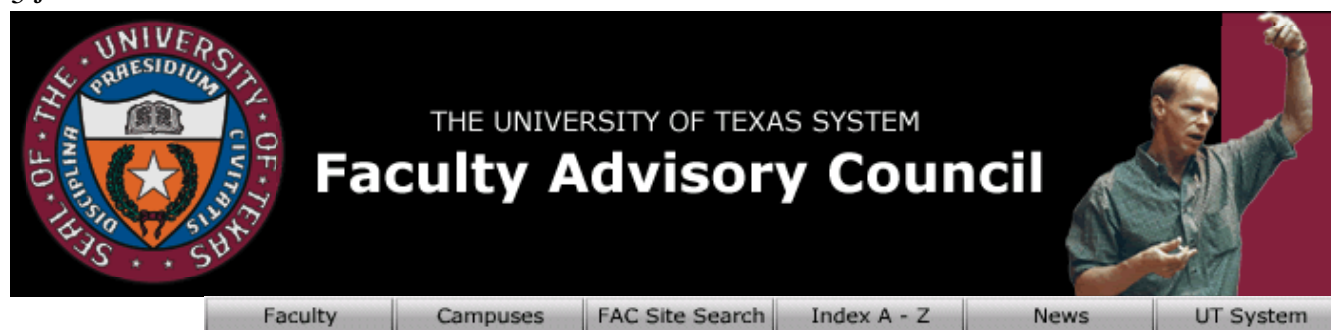 SEAL · OF · THE · UNIVERSITY · OF · TEXAS
PRAESIDIUM
DISCIPLINA
CIVITATIS
THE UNIVERSITY OF TEXAS SYSTEM
Faculty Advisory Council
Faculty
Campuses
FAC Site Search
Index A - Z
News
UT System